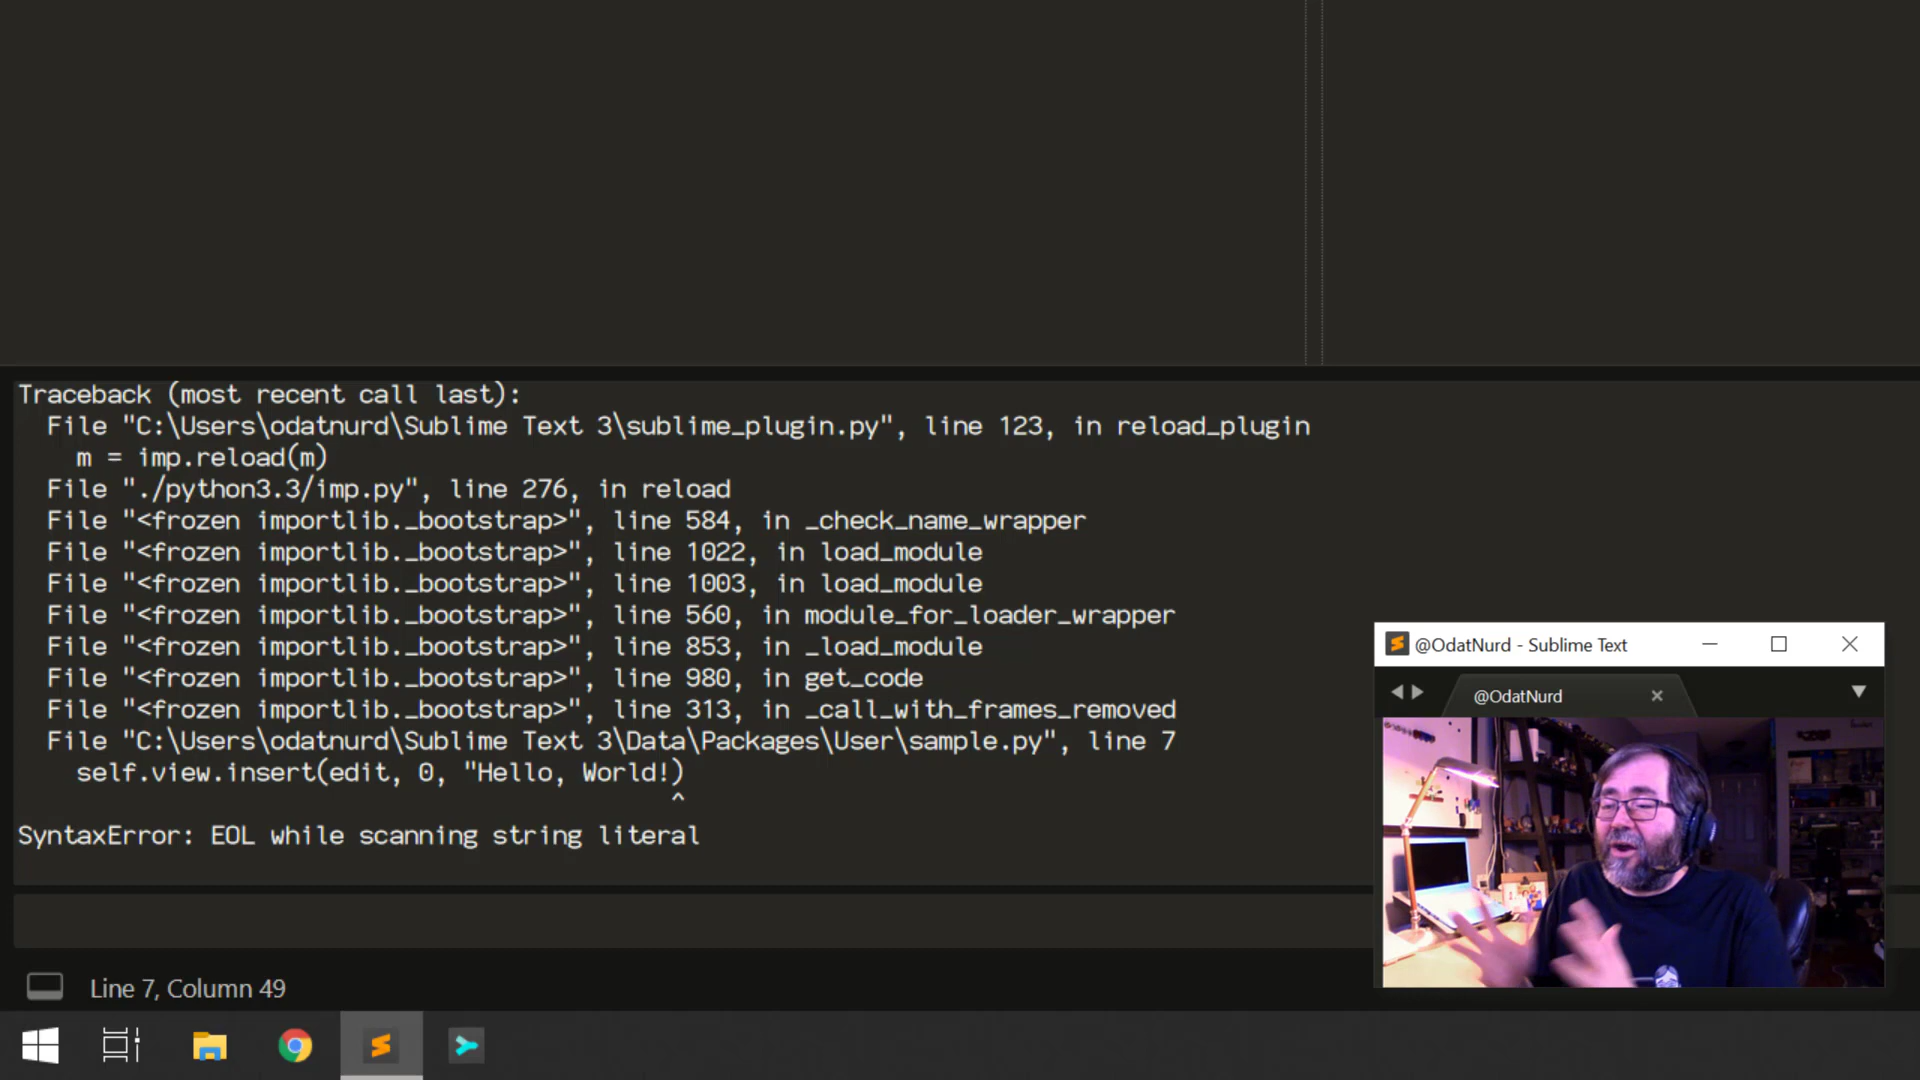 Traceback (most recent call last):
File "C:\Users\odatnurd\Sublime Text 3\sublime_plugin.py", line 123, in reload_plugin
m = imp.reload(m)
File "./python3.3/imp.py", line 276, in reload
File "<frozen importlib._bootstrap>", line 584, in _check_name_wrapper
File "<frozen importlib._bootstrap>", line 1022, in load_module
File "<frozen importlib._bootstrap>", line 1003, in load_module
File "<frozen importlib._bootstrap>", line 560, in module_for_loader_wrapper
File "<frozen importlib._bootstrap>", line 853, in _load_module
File "<frozen importlib._bootstrap>", line 980, in get_code
File "<frozen importlib._bootstrap>", line 313, in _call_with_frames_removed
File "C:\Users\odatnurd\Sublime Text 3\Data\Packages\User\sample.py", line 7
self.view.insert(edit, 0, "Hello, World!)
^
SyntaxError: EOL while scanning string literal
@OdatNurd - Sublime Text
@OdatNurd
Line 7, Column 49